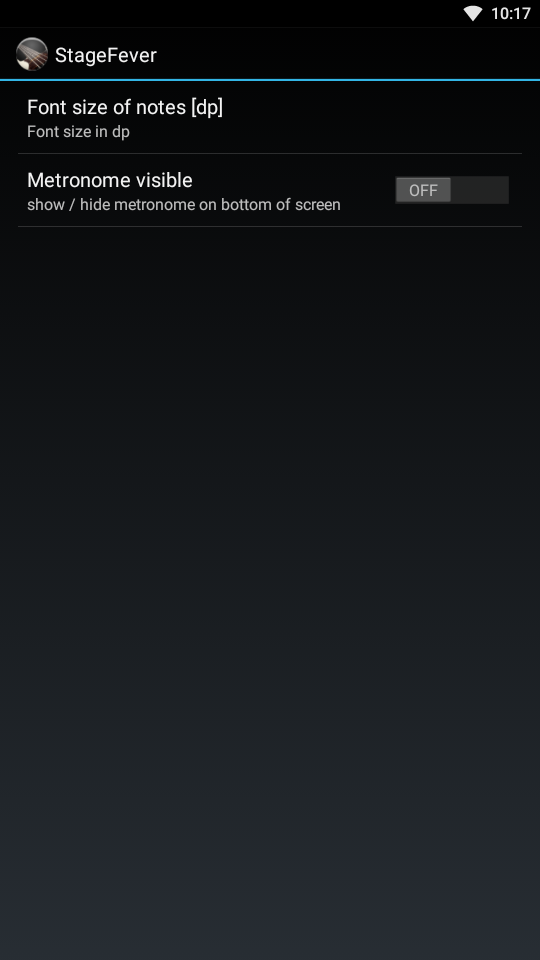 10:17
StageFever
Font size of notes [dp]
Font size in dp
Metronome visible
show / hide metronome on bottom of screen
OFF